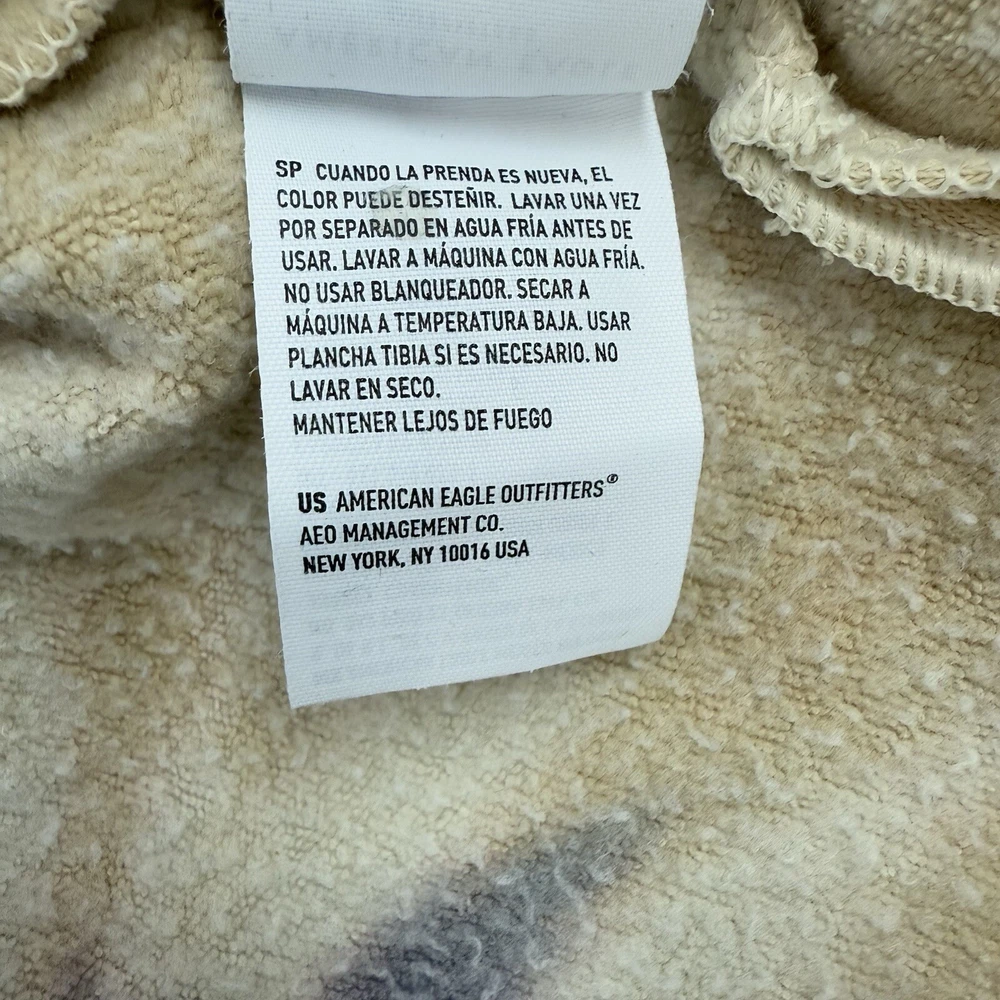 SP CUANDO LA PRENDA ES NUEVA, EL
COLOR PUEDE DESTEÑIR. LAVAR UNA VEZ
POR SEPARADO EN AGUA FRÍA ANTES DE
USAR. LAVAR A MÁQUINA CON AGUA FRÍA.
NO USAR BLANQUEADOR. SECAR A
MÁQUINA A TEMPERATURA BAJA. USAR
PLANCHA TIBIA SI ES NECESARIO. NO
LAVAR EN SECO.
MANTENER LEJOS DE FUEGO
US AMERICAN EAGLE OUTFITTERS®
AEO MANAGEMENT CO.
NEW YORK, NY 10016 USA